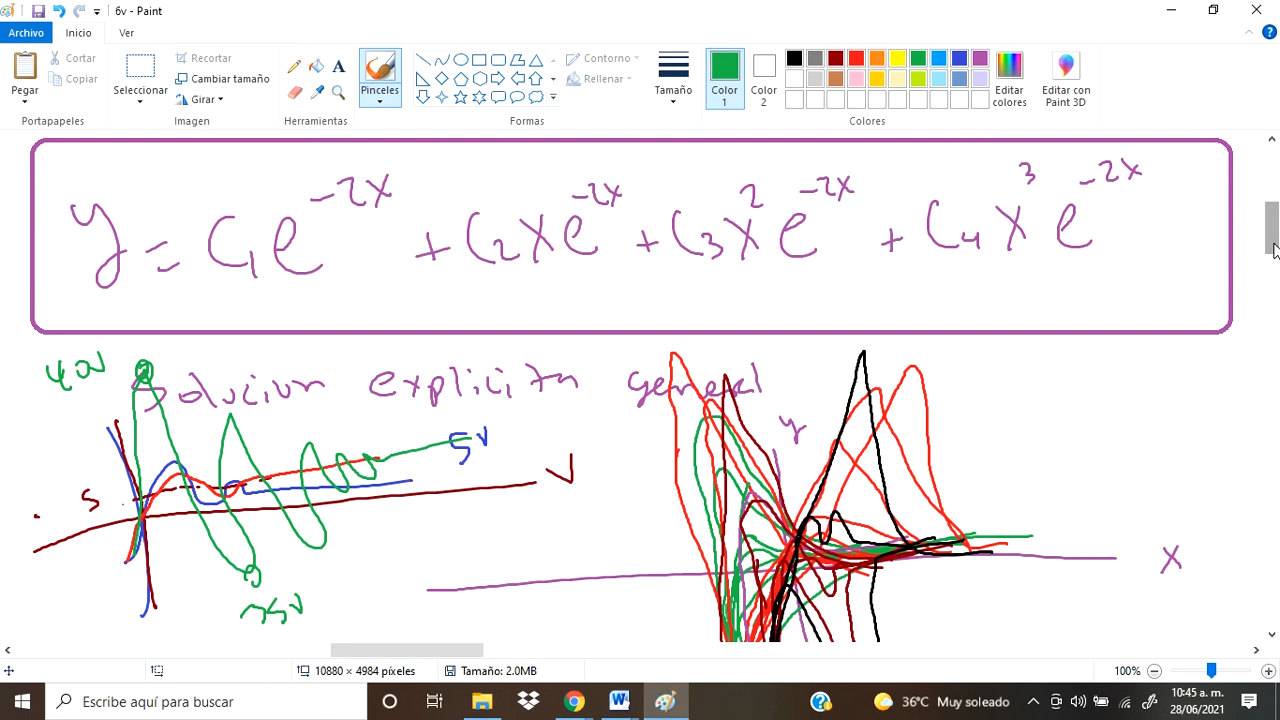 6v - Paint
Archivo Inicio Ver
Pegar Cortar Copiar Seleccionar Recortar Cambiar tamaño Girar Pinceles Contorno Rellenar Tamaño Color 1 Color 2 Editar colores Editar con Paint 3D
Portapapeles Imagen Herramientas Formas Colores
y = C1e^-2x + C2xe^-2x + C3x^2e^-2x + C4x^3e^-2x
40v
Solucion explicita general
y
5v
5
V
x
10880 × 4984 píxeles Tamaño: 2.0MB 100%
Escribe aquí para buscar 36°C Muy soleado 10:45 a. m.
28/06/2021